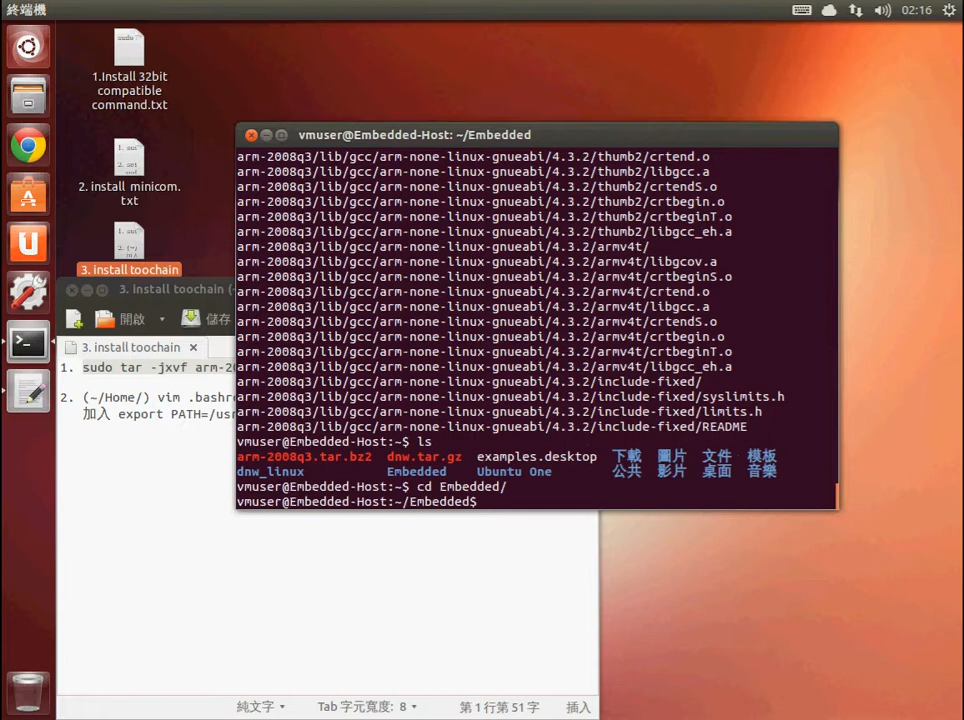 終端機
02:16
1.Install 32bit
compatible
command.txt
2. install minicom.
txt
3. install toochain
vmuser@Embedded-Host: ~/Embedded
arm-2008q3/lib/gcc/arm-none-linux-gnueabi/4.3.2/thumb2/crtend.o
arm-2008q3/lib/gcc/arm-none-linux-gnueabi/4.3.2/thumb2/libgcc.a
arm-2008q3/lib/gcc/arm-none-linux-gnueabi/4.3.2/thumb2/crtendS.o
arm-2008q3/lib/gcc/arm-none-linux-gnueabi/4.3.2/thumb2/crtbegin.o
arm-2008q3/lib/gcc/arm-none-linux-gnueabi/4.3.2/thumb2/crtbeginT.o
arm-2008q3/lib/gcc/arm-none-linux-gnueabi/4.3.2/thumb2/libgcc_eh.a
arm-2008q3/lib/gcc/arm-none-linux-gnueabi/4.3.2/armv4t/
arm-2008q3/lib/gcc/arm-none-linux-gnueabi/4.3.2/armv4t/libgcov.a
arm-2008q3/lib/gcc/arm-none-linux-gnueabi/4.3.2/armv4t/crtbeginS.o
arm-2008q3/lib/gcc/arm-none-linux-gnueabi/4.3.2/armv4t/crtend.o
arm-2008q3/lib/gcc/arm-none-linux-gnueabi/4.3.2/armv4t/libgcc.a
arm-2008q3/lib/gcc/arm-none-linux-gnueabi/4.3.2/armv4t/crtendS.o
arm-2008q3/lib/gcc/arm-none-linux-gnueabi/4.3.2/armv4t/crtbegin.o
arm-2008q3/lib/gcc/arm-none-linux-gnueabi/4.3.2/armv4t/crtbeginT.o
arm-2008q3/lib/gcc/arm-none-linux-gnueabi/4.3.2/armv4t/libgcc_eh.a
arm-2008q3/lib/gcc/arm-none-linux-gnueabi/4.3.2/include-fixed/
arm-2008q3/lib/gcc/arm-none-linux-gnueabi/4.3.2/include-fixed/syslimits.h
arm-2008q3/lib/gcc/arm-none-linux-gnueabi/4.3.2/include-fixed/limits.h
arm-2008q3/lib/gcc/arm-none-linux-gnueabi/4.3.2/include-fixed/README
vmuser@Embedded-Host:~$ ls
arm-2008q3.tar.bz2 dnw.tar.gz examples.desktop 下載 圖片 文件 模板
dnw_linux Embedded Ubuntu One 公共 影片 桌面 音樂
vmuser@Embedded-Host:~$ cd Embedded/
vmuser@Embedded-Host:~/Embedded$
3. install toochain (~
開啟 儲存
3. install toochain
1. sudo tar -jxvf arm-20
2. (~/Home/) vim .bashr
加入 export PATH=/usr
純文字 Tab 字元寬度: 8 第 1 行第 51 字 插入